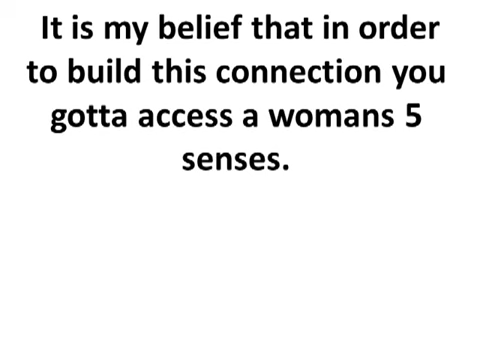 It is my belief that in order
to build this connection you
gotta access a womans 5
senses.